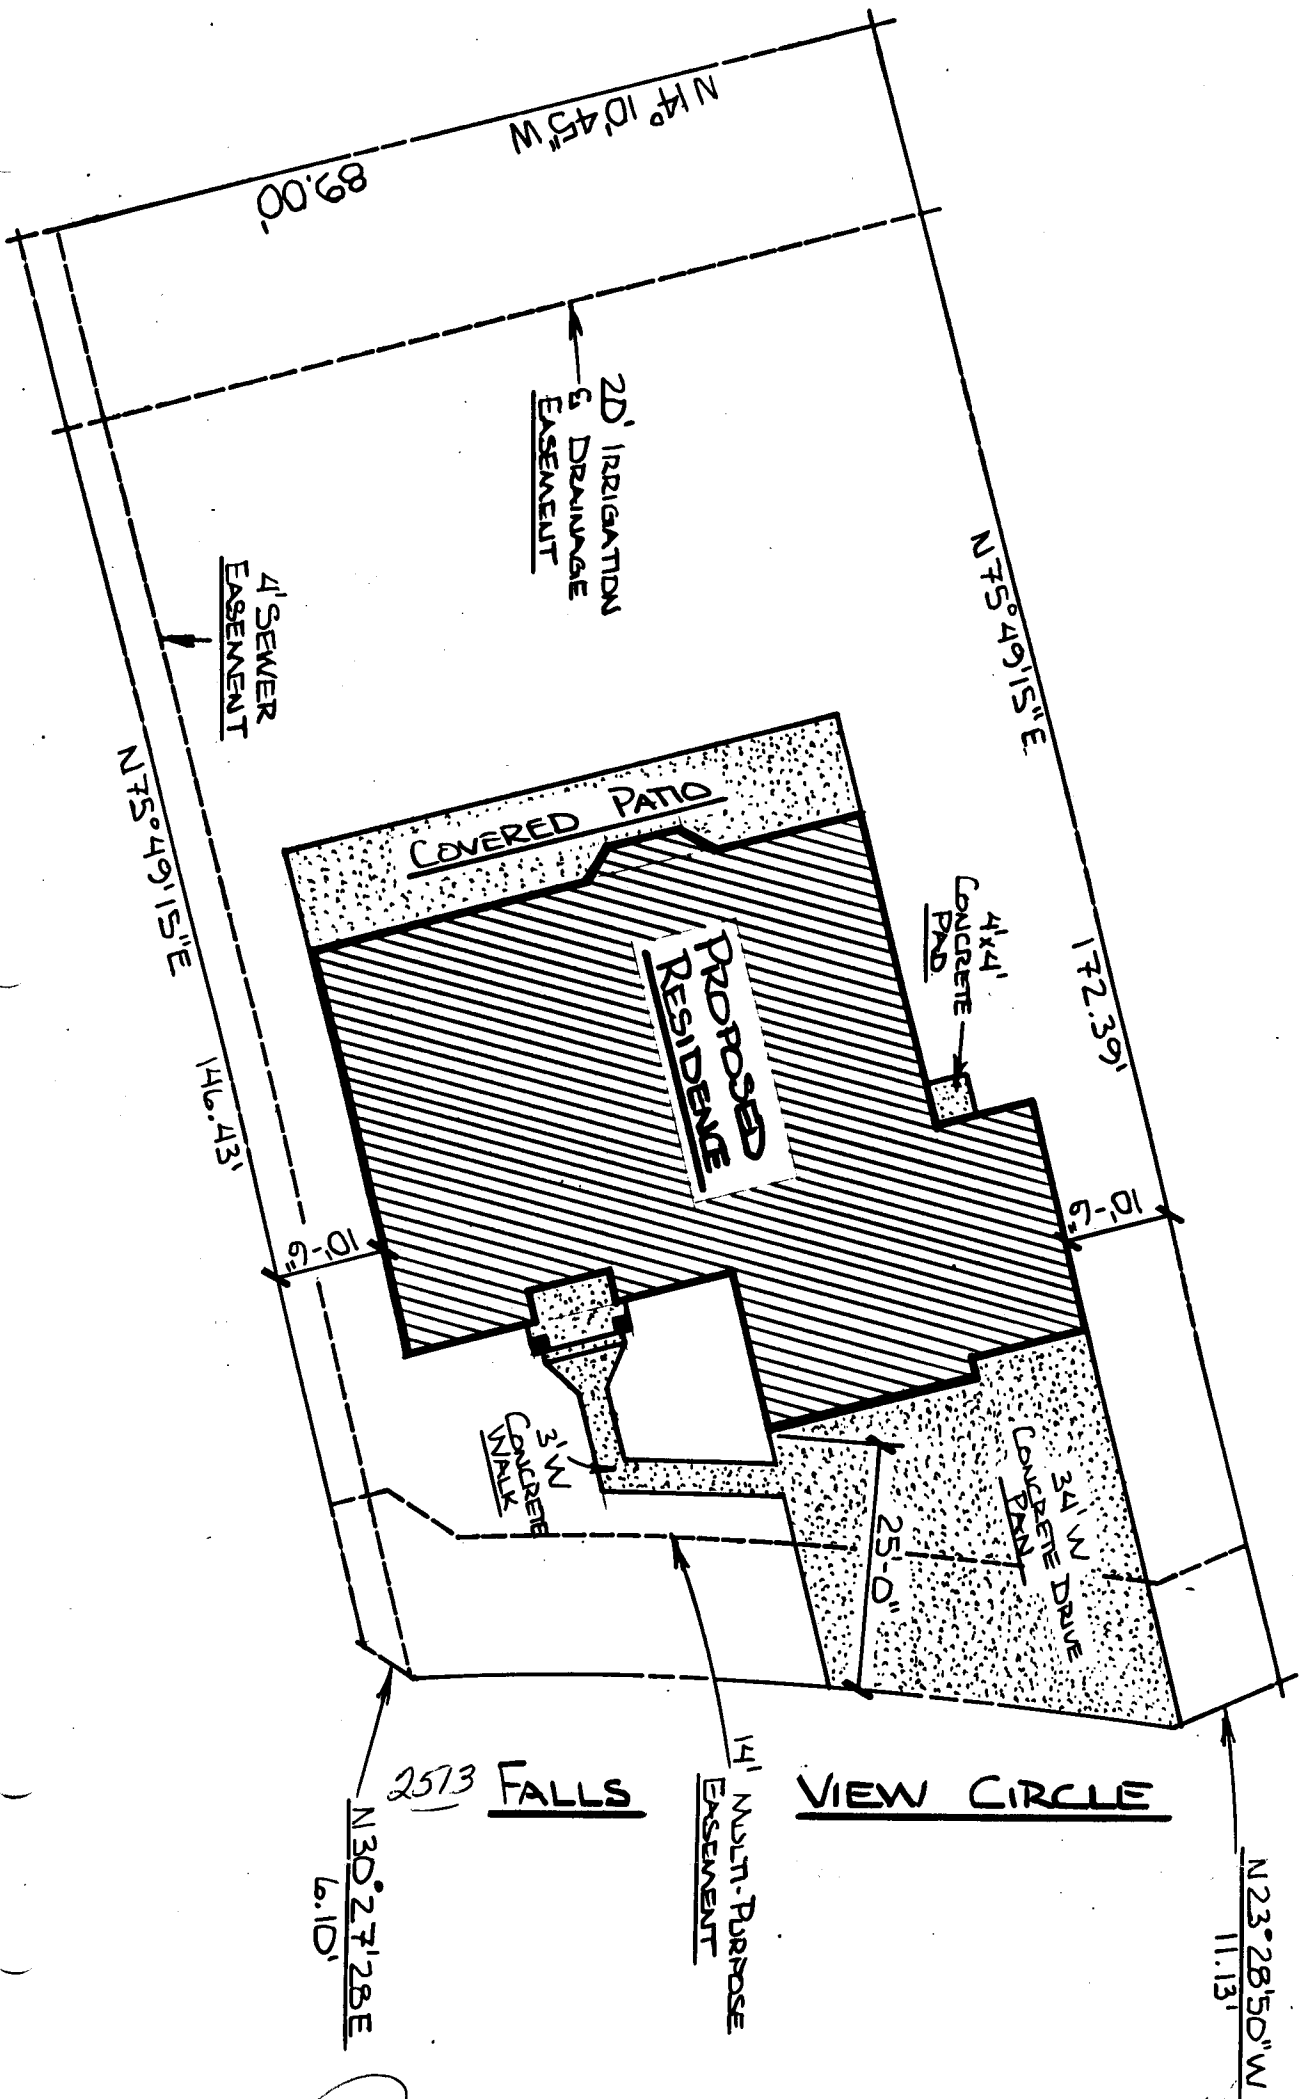 N 14° 10' 45" W
89.00'
20' IRRIGATION
& DRAINAGE
EASEMENT
4' SEWER
EASEMENT
N 75° 49' 15" E
172.39'
N 75° 49' 15" E
146.43'
COVERED PATIO
PROPOSED
RESIDENCE
4'x4'
CONCRETE
PAD
10'-6"
10'-6"
3' W
CONCRETE
WALK
34' W
CONCRETE DRIVE
PAN
25'-0"
14' MULTI-PURPOSE
EASEMENT
2573 FALLS VIEW CIRCLE
N 23° 28' 50" W
11.13'
N 30° 27' 28 E
6.10'